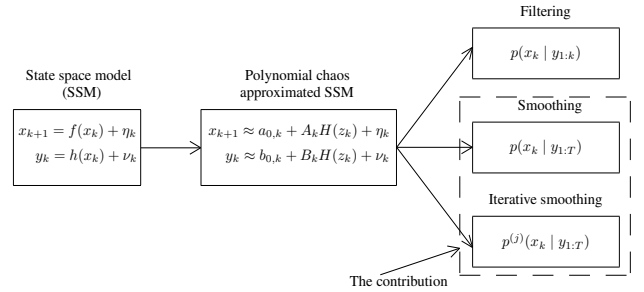 State space model
(SSM)
x_{k+1} = f(x_k) + η_k
y_k = h(x_k) + ν_k
Polynomial chaos
approximated SSM
x_{k+1} ≈ a_{0,k} + A_k H(z_k) + η_k
y_k ≈ b_{0,k} + B_k H(z_k) + ν_k
Filtering
p(x_k | y_{1:k})
Smoothing
p(x_k | y_{1:T})
Iterative smoothing
p^{(j)}(x_k | y_{1:T})
The contribution